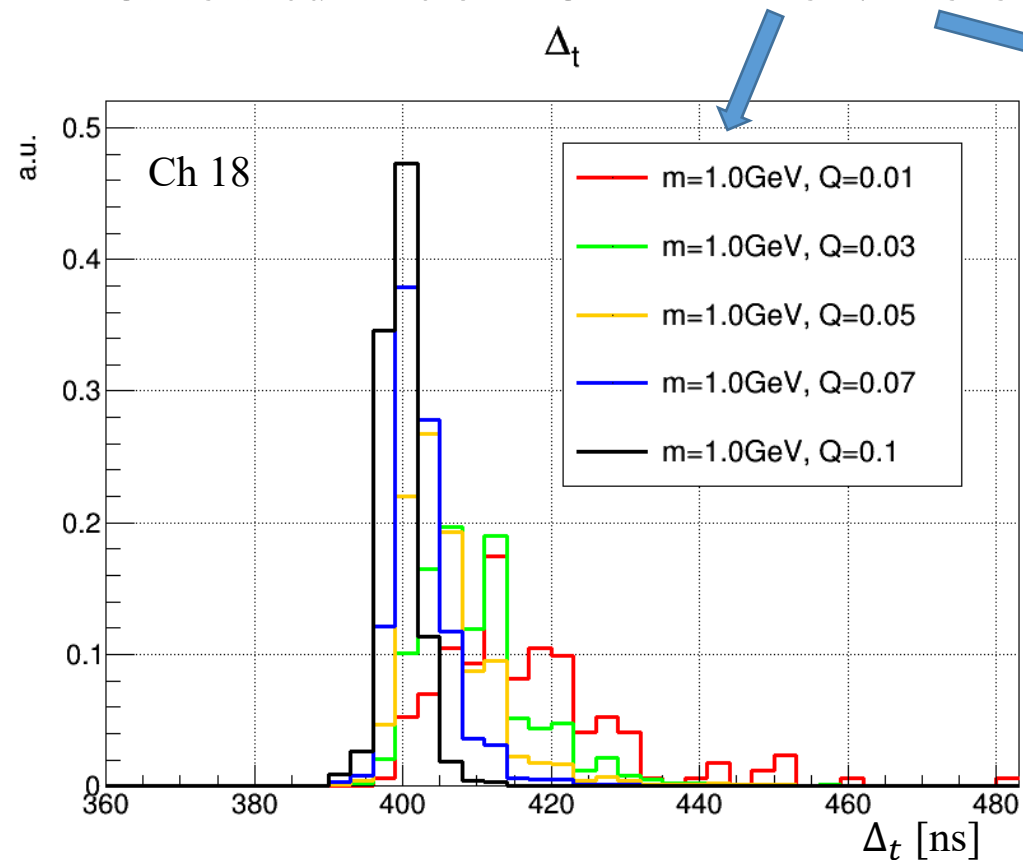 Δt
a.u.
0.5
0.4
0.3
0.2
0.1
0
Ch 18
m=1.0GeV, Q=0.01
m=1.0GeV, Q=0.03
m=1.0GeV, Q=0.05
m=1.0GeV, Q=0.07
m=1.0GeV, Q=0.1
360 380 400 420 440 460 480
Δt [ns]